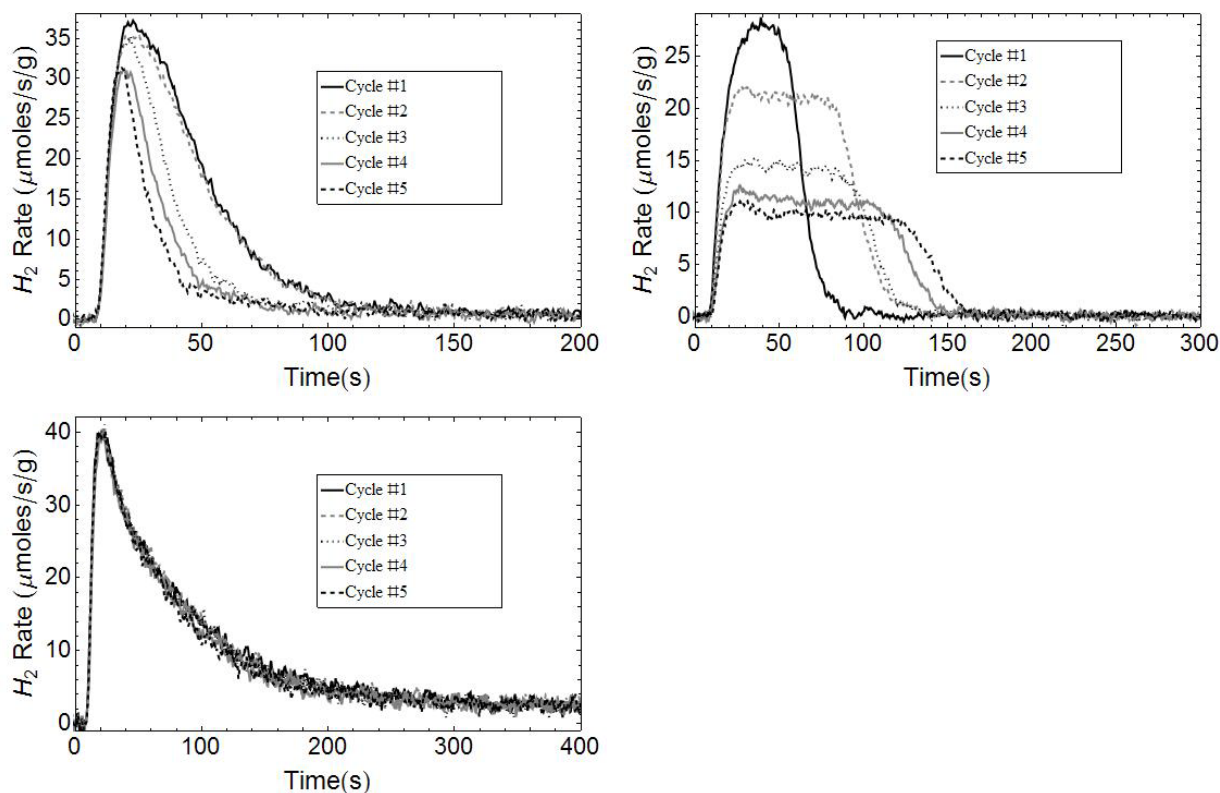 H₂ Rate (μmoles/s/g)
35
30
25
20
15
10
5
0
Cycle #1
Cycle #2
Cycle #3
Cycle #4
Cycle #5
0 50 100 150 200
Time(s)
H₂ Rate (μmoles/s/g)
25
20
15
10
5
0
Cycle #1
Cycle #2
Cycle #3
Cycle #4
Cycle #5
0 50 100 150 200 250 300
Time(s)
H₂ Rate (μmoles/s/g)
40
30
20
10
0
Cycle #1
Cycle #2
Cycle #3
Cycle #4
Cycle #5
0 100 200 300 400
Time(s)